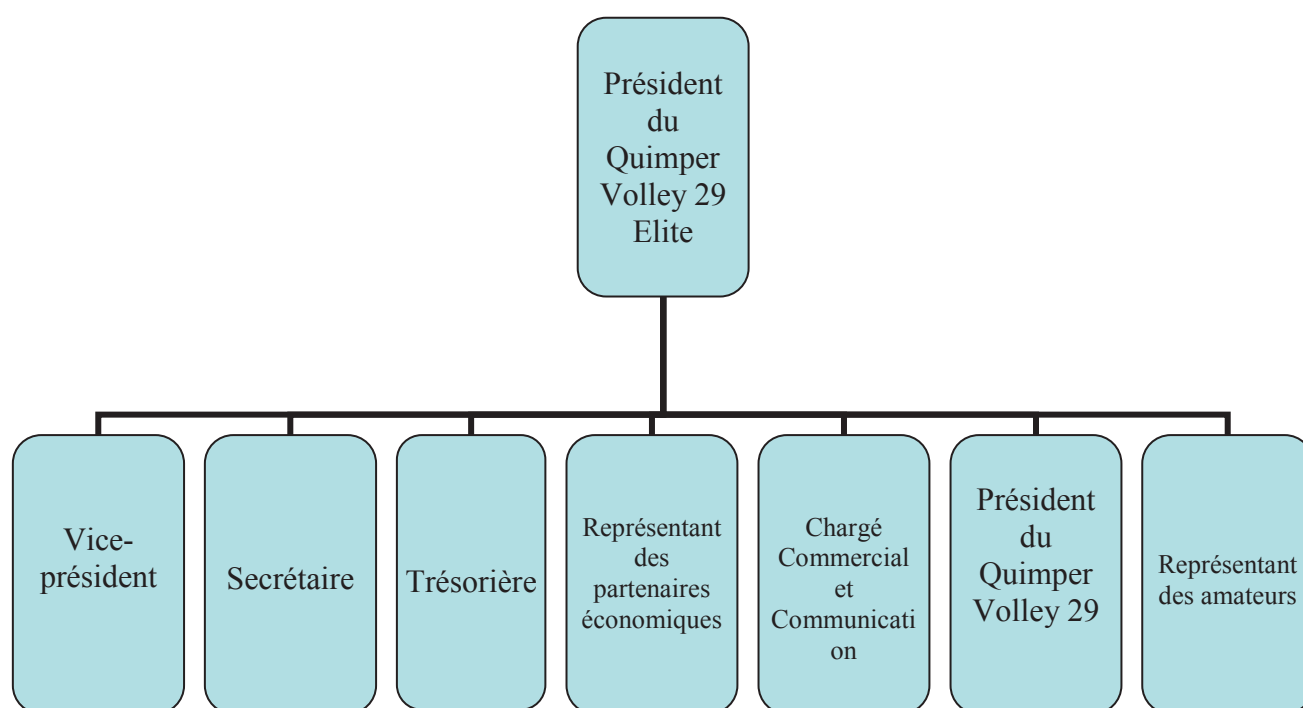 Président
du
Quimper
Volley 29
Elite
Vice-
président
Secrétaire
Trésorière
Représentant
des
partenaires
économiques
Chargé
Commercial
et
Communicati
on
Président
du
Quimper
Volley 29
Représentant
des amateurs